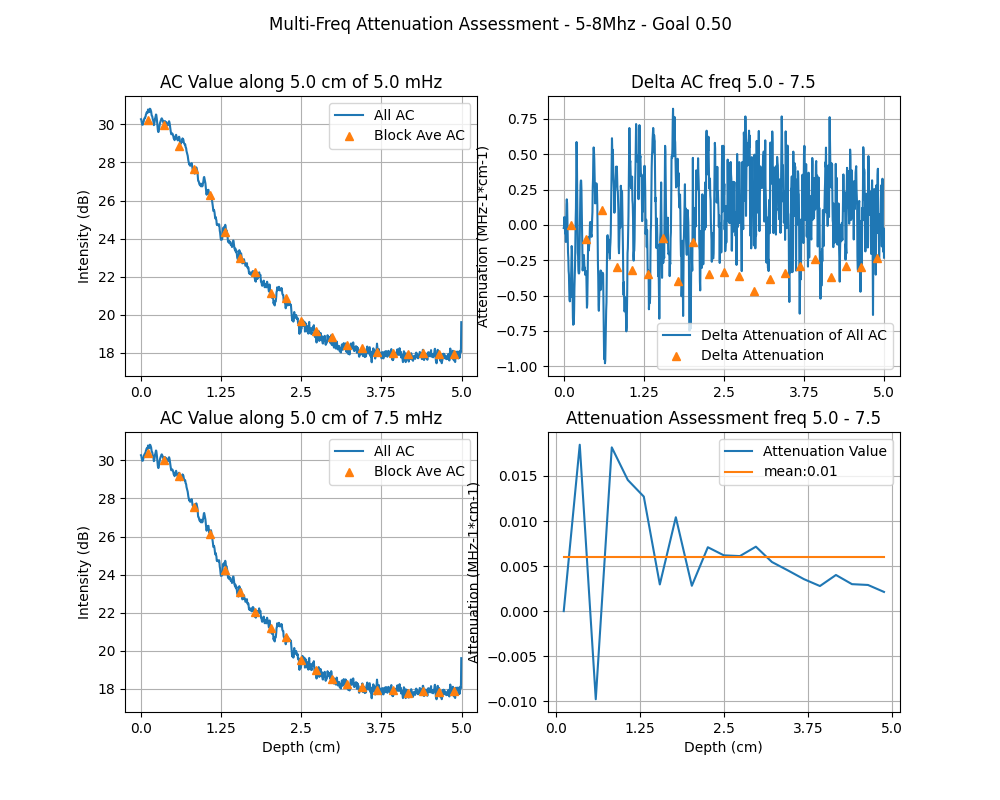 Multi-Freq Attenuation Assessment - 5-8Mhz - Goal 0.50
AC Value along 5.0 cm of 5.0 mHz
All AC
Block Ave AC
Intensity (dB)
30
28
26
24
22
20
18
0.0 1.25 2.5 3.75 5.0
Delta AC freq 5.0 - 7.5
Attenuation (MHz-1*cm-1)
0.75
0.50
0.25
0.00
−0.25
−0.50
−0.75
−1.00
Delta Attenuation of All AC
Delta Attenuation
0.0 1.25 2.5 3.75 5.0
AC Value along 5.0 cm of 7.5 mHz
All AC
Block Ave AC
Intensity (dB)
30
28
26
24
22
20
18
0.0 1.25 2.5 3.75 5.0
Depth (cm)
Attenuation Assessment freq 5.0 - 7.5
Attenuation Value
mean:0.01
Attenuation (MHz-1*cm-1)
0.015
0.010
0.005
0.000
−0.005
−0.010
0.0 1.25 2.5 3.75 5.0
Depth (cm)